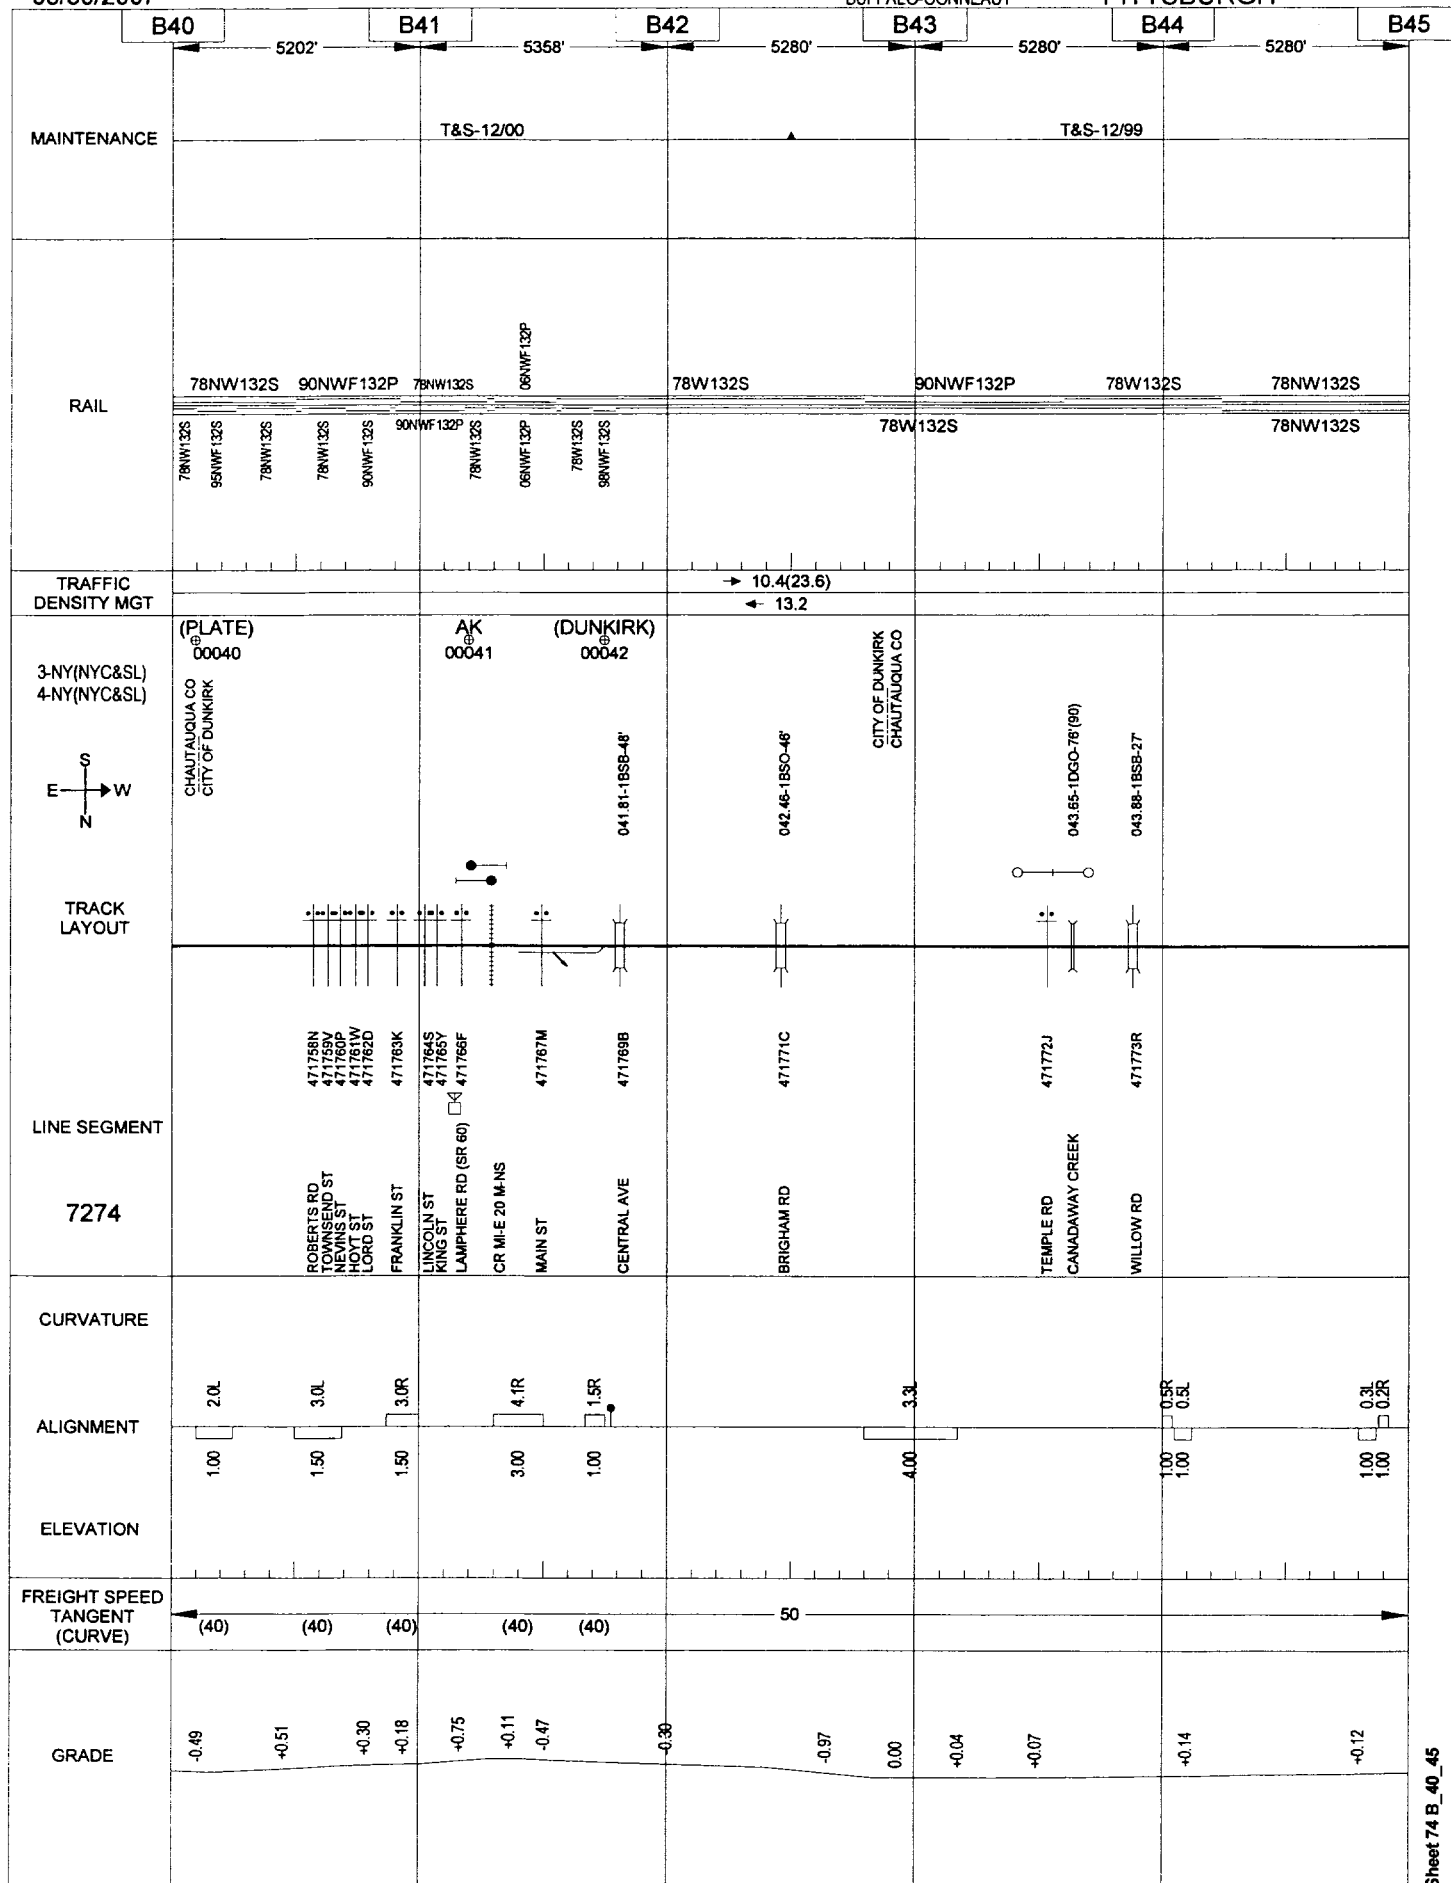 B40
B41
B42
B43
B44
B45
5202'
5358'
5280'
5280'
5280'
MAINTENANCE
T&S-12/00
T&S-12/99
RAIL
78NW132S
90NWF132P
78NW132S
06NWF132P
78W132S
90NWF132P
78W132S
78NW132S
78NW132S
95NWF132S
78NW132S
78NW132S
90NWF132S
90NWF132P
78NW132S
06NWF132P
78W132S
98NWF132S
78W132S
78NW132S
TRAFFIC
DENSITY MGT
→ 10.4(23.6)
← 13.2
3-NY(NYC&SL)
4-NY(NYC&SL)
(PLATE)
00040
AK
00041
(DUNKIRK)
00042
CHAUTAUQUA CO
CITY OF DUNKIRK
CITY OF DUNKIRK
CHAUTAUQUA CO
S
E
W
N
041.81-1BSB-48'
042.46-1BSO-46'
043.65-1DGO-76'(90)
043.88-1BSB-27'
TRACK
LAYOUT
471758N
471759V
471760P
471761W
471762D
471763K
471764S
471765Y
471766F
471767M
471769B
471771C
471772J
471773R
LINE SEGMENT
7274
ROBERTS RD
TOWNSEND ST
NEVINS ST
HOYT ST
LORD ST
FRANKLIN ST
LINCOLN ST
KING ST
LAMPHERE RD (SR 60)
CR MI-E 20 M-NS
MAIN ST
CENTRAL AVE
BRIGHAM RD
TEMPLE RD
CANADAWAY CREEK
WILLOW RD
CURVATURE
ALIGNMENT
2.0L
3.0L
3.0R
4.1R
1.5R
3.3L
0.5R
0.5L
0.3L
0.2R
1.00
1.50
1.50
3.00
1.00
4.00
1.00
1.00
1.00
1.00
ELEVATION
FREIGHT SPEED
TANGENT
(CURVE)
50
(40)
(40)
(40)
(40)
(40)
GRADE
-0.49
+0.51
+0.30
+0.18
+0.75
+0.11
-0.47
-0.30
-0.97
0.00
+0.04
+0.07
+0.14
+0.12
Sheet 74 B_40_45